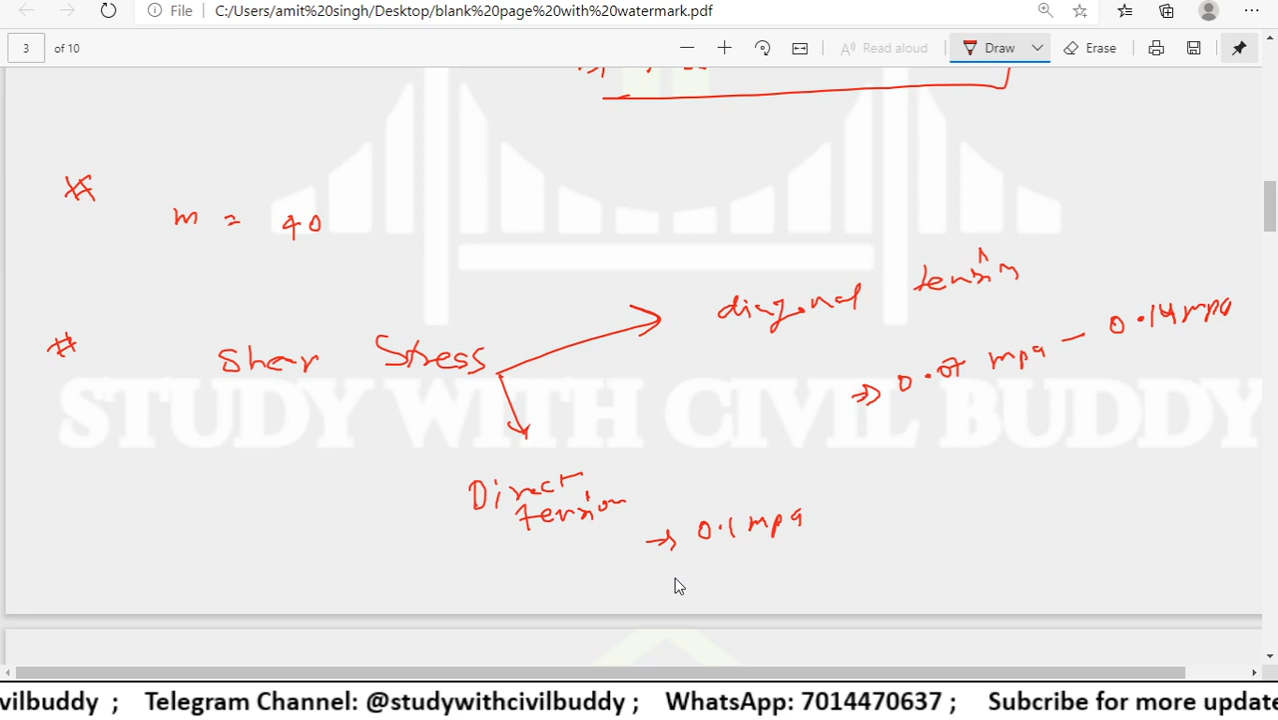 File C:/Users/amit%20singh/Desktop/blank%20page%20with%20watermark.pdf
3 of 10 Read aloud Draw Erase
m = 40
diagonal tension
Shear Stress
⇒ 0.07 mpa - 0.14 mpa
STUDY WITH CIVIL BUDDY
Direct
tension
→ 0.1 mpa
civilbuddy ; Telegram Channel: @studywithcivilbuddy ; WhatsApp: 7014470637 ; Subcribe for more update